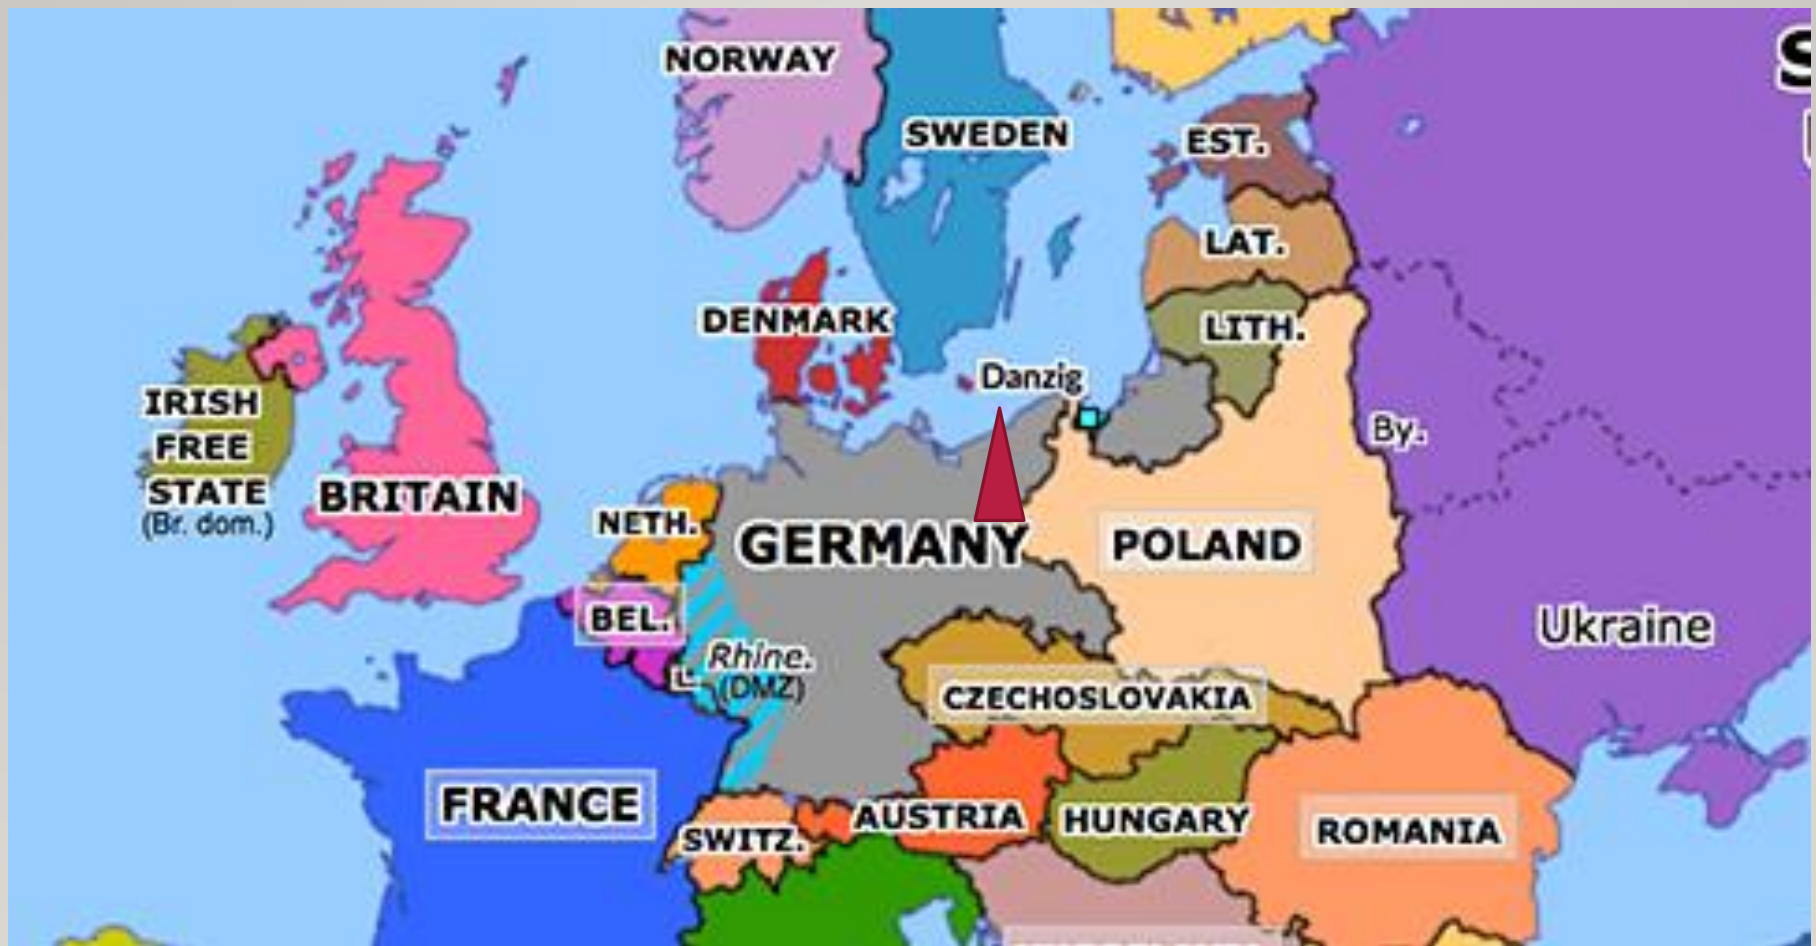 NORWAY
S
SWEDEN
EST.
LAT.
DENMARK
LITH.
Danzig
IRISH
FREE
STATE
(Br. dom.)
BRITAIN
By.
NETH.
GERMANY
POLAND
BEL.
Ukraine
Rhine.
(DMZ)
L
CZECHOSLOVAKIA
FRANCE
AUSTRIA
HUNGARY
SWITZ.
ROMANIA